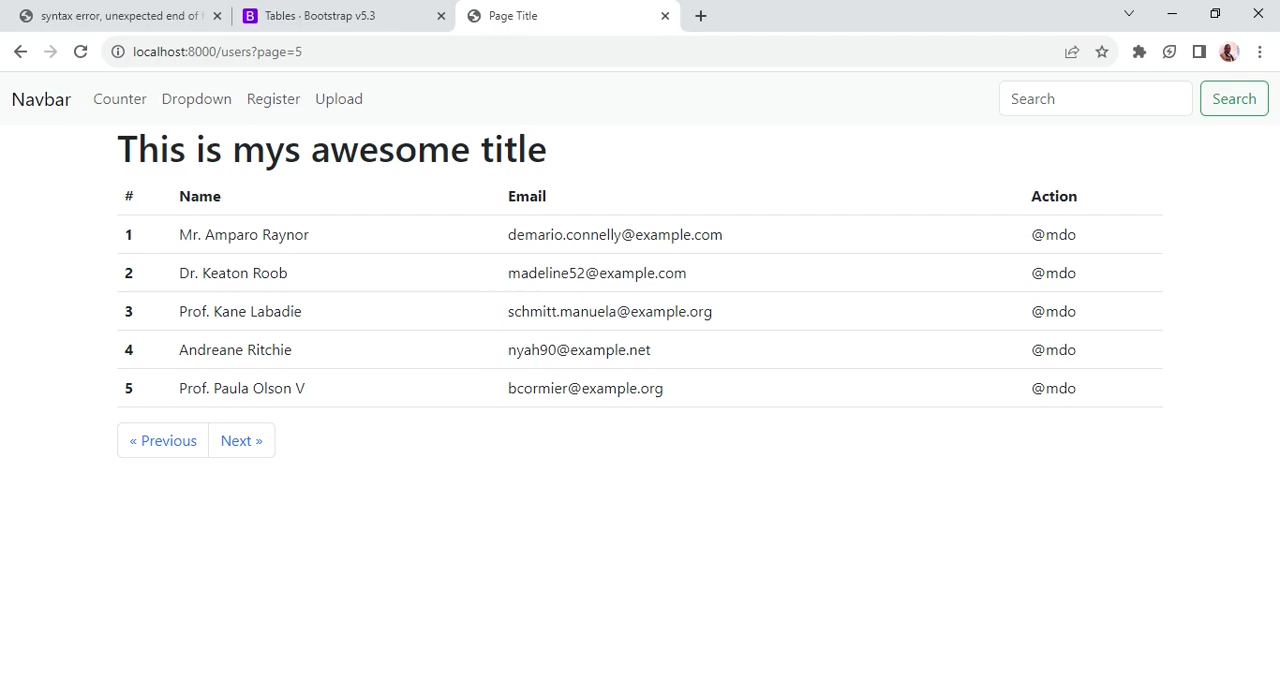 syntax error, unexpected end of
Tables · Bootstrap v5.3
Page Title
localhost:8000/users?page=5
Navbar Counter Dropdown Register Upload Search Search
This is mys awesome title
# Name Email Action
1 Mr. Amparo Raynor demario.connelly@example.com @mdo
2 Dr. Keaton Roob madeline52@example.com @mdo
3 Prof. Kane Labadie schmitt.manuela@example.org @mdo
4 Andreane Ritchie nyah90@example.net @mdo
5 Prof. Paula Olson V bcormier@example.org @mdo
« Previous Next »